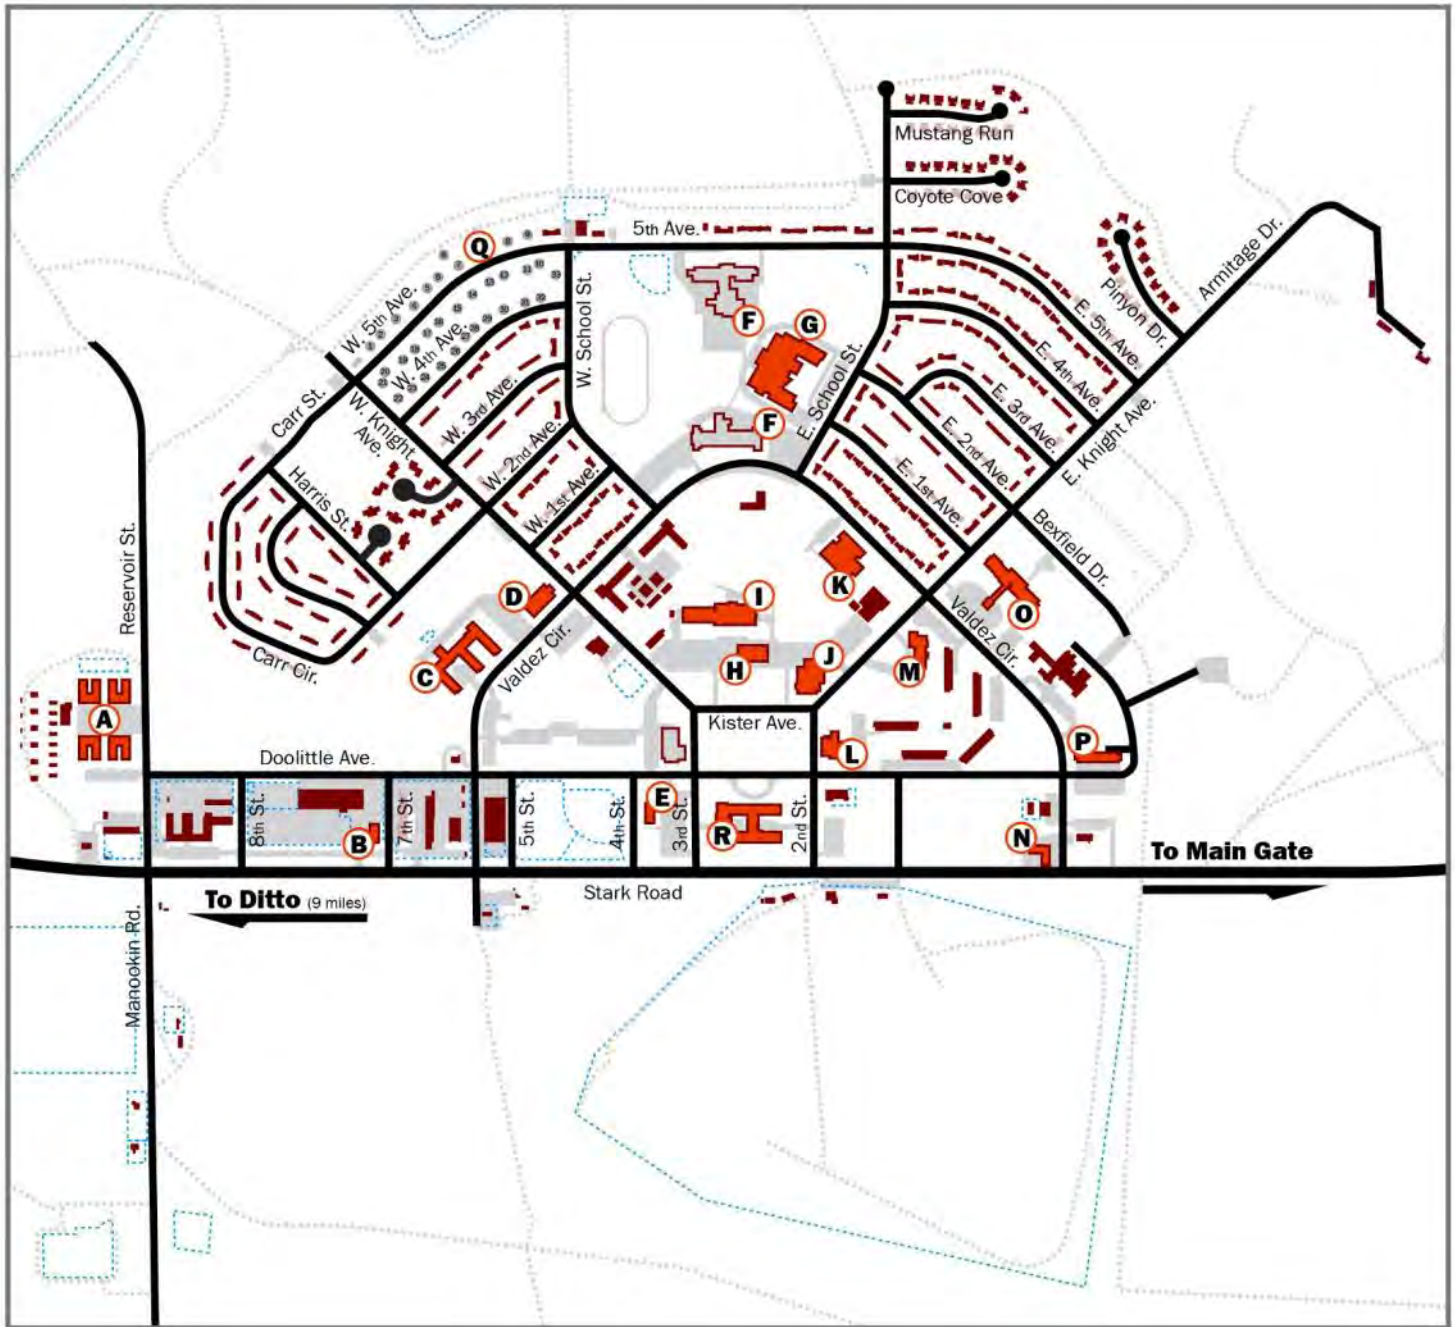 Mustang Run
Coyote Cove
5th Ave.
Q
W. 5th Ave.
W. School St.
F
G
Pinyon Dr.
Armitage Dr.
E. 5th Ave.
W. 4th Ave.
E. 4th Ave.
E. School St.
Carr St.
W. Knight
Ave.
W. 3rd Ave.
E. 3rd Ave.
F
E. Knight Ave.
W. 2nd Ave.
E. 2nd Ave.
Harris St.
W. 1st Ave.
E. 1st Ave.
Bexfield Dr.
Reservoir St.
K
D
I
O
Valdez Cir.
Valdez Cir.
Carr Cir.
C
H
J
M
A
Kister Ave.
Doolittle Ave.
L
P
8th St.
B
7th St.
5th St.
4th St.
E
3rd St.
R
2nd St.
N
To Main Gate
To Ditto (9 miles)
Stark Road
Manookin Rd.